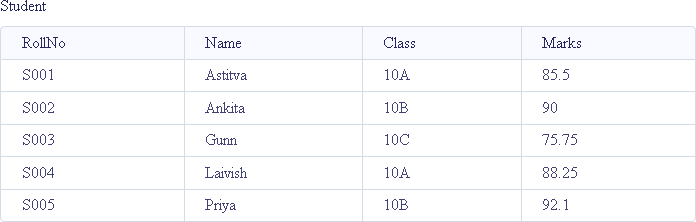 Student
RollNo Name Class Marks
S001 Astitva 10A 85.5
S002 Ankita 10B 90
S003 Gunn 10C 75.75
S004 Laivish 10A 88.25
S005 Priya 10B 92.1